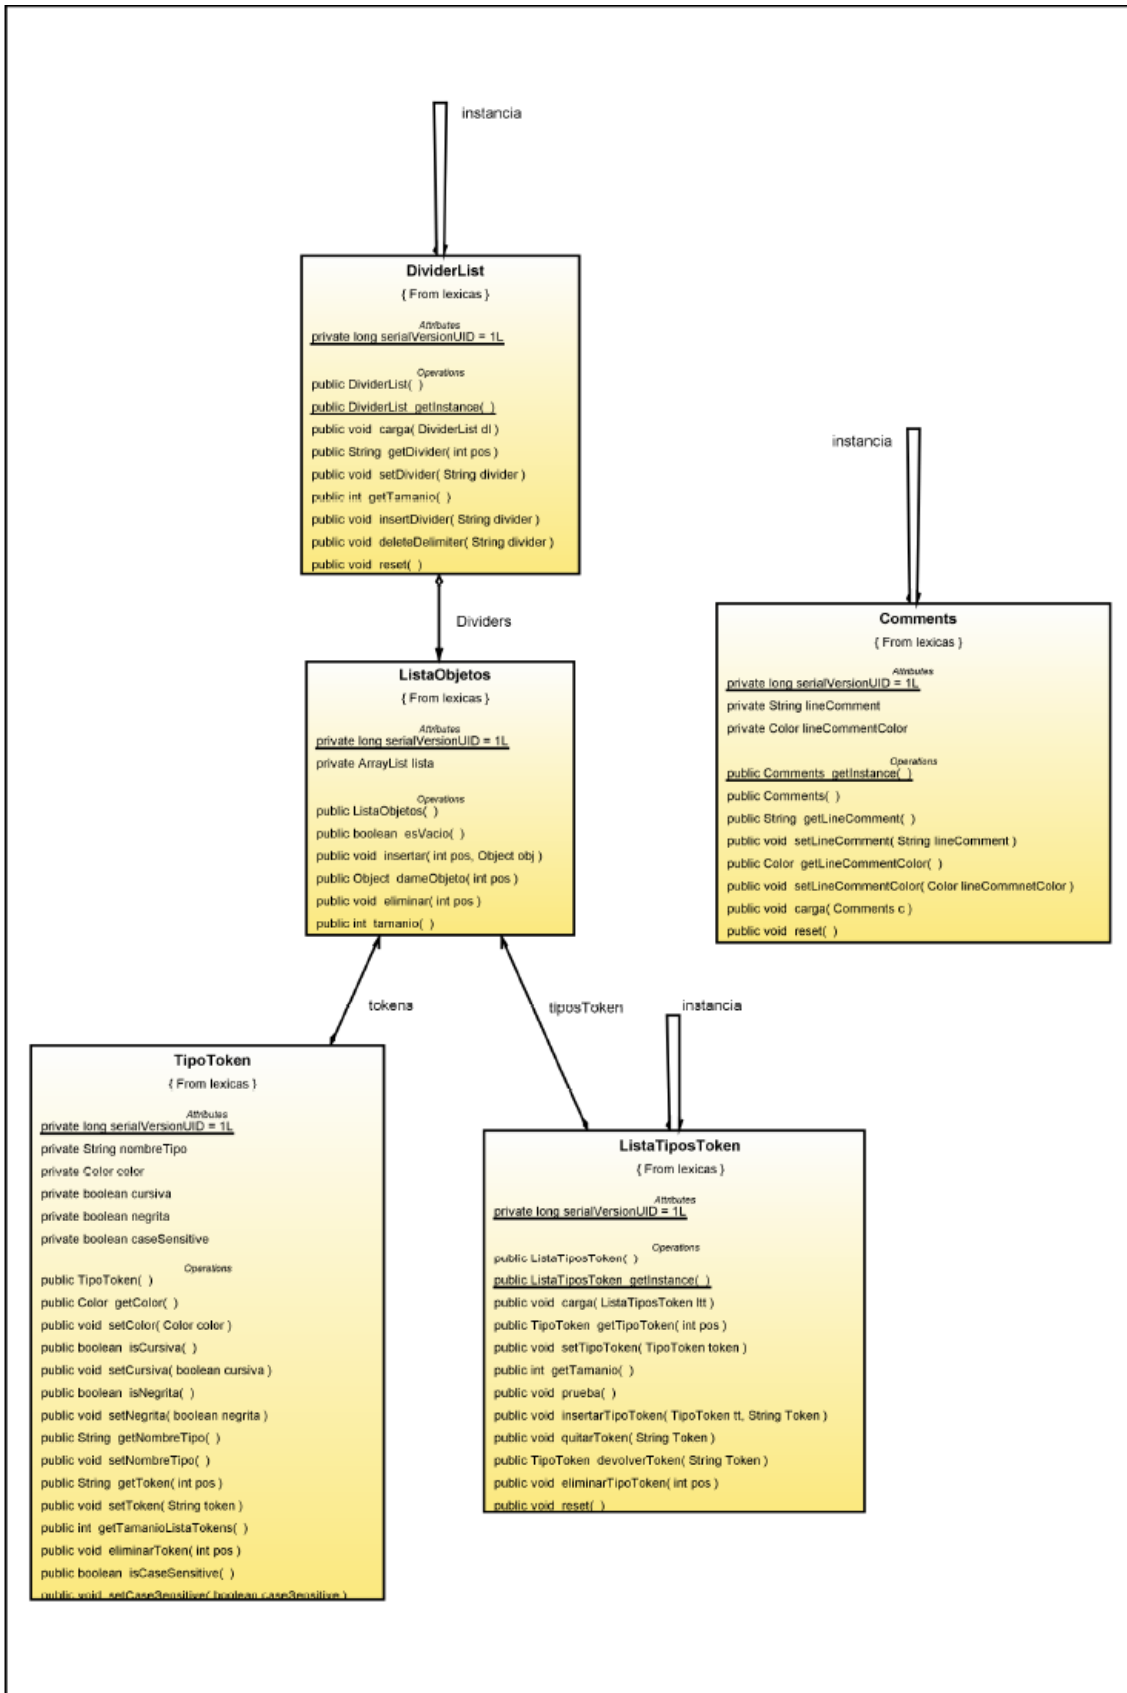 instancia
DividerList
{ From lexicas }
Attributes
private long serialVersionUID = 1L
Operations
public DividerList( )
public DividerList getInstance( )
public void carga( DividerList dl )
public String getDivider( int pos )
public void setDivider( String divider )
public int getTamanio( )
public void insertDivider( String divider )
public void deleteDelimiter( String divider )
public void reset( )
Dividers
ListaObjetos
{ From lexicas }
Attributes
private long serialVersionUID = 1L
private ArrayList lista
Operations
public ListaObjetos( )
public boolean esVacio( )
public void insertar( int pos, Object obj )
public Object dameObjeto( int pos )
public void eliminar( int pos )
public int tamanio( )
instancia
Comments
{ From lexicas }
Attributes
private long serialVersionUID = 1L
private String lineComment
private Color lineCommentColor
Operations
public Comments getInstance( )
public Comments( )
public String getLineComment( )
public void setLineComment( String lineComment )
public Color getLineCommentColor( )
public void setLineCommentColor( Color lineCommnetColor )
public void carga( Comments c )
public void reset( )
tokens
tiposToken
instancia
TipoToken
{ From lexicas }
Attributes
private long serialVersionUID = 1L
private String nombreTipo
private Color color
private boolean cursiva
private boolean negrita
private boolean caseSensitive
Operations
public TipoToken( )
public Color getColor( )
public void setColor( Color color )
public boolean isCursiva( )
public void setCursiva( boolean cursiva )
public boolean isNegrita( )
public void setNegrita( boolean negrita )
public String getNombreTipo( )
public void setNombreTipo( )
public String getToken( int pos )
public void setToken( String token )
public int getTamanioListaTokens( )
public void eliminarToken( int pos )
public boolean isCaseSensitive( )
public void setCaseSensitive( boolean caseSensitive )
ListaTiposToken
{ From lexicas }
Attributes
private long serialVersionUID = 1L
Operations
public ListaTiposToken( )
public ListaTiposToken getInstance( )
public void carga( ListaTiposToken ltt )
public TipoToken getTipoToken( int pos )
public void setTipoToken( TipoToken token )
public int getTamanio( )
public void prueba( )
public void insertarTipoToken( TipoToken tt, String Token )
public void quitarToken( String Token )
public TipoToken devolverToken( String Token )
public void eliminarTipoToken( int pos )
public void reset( )